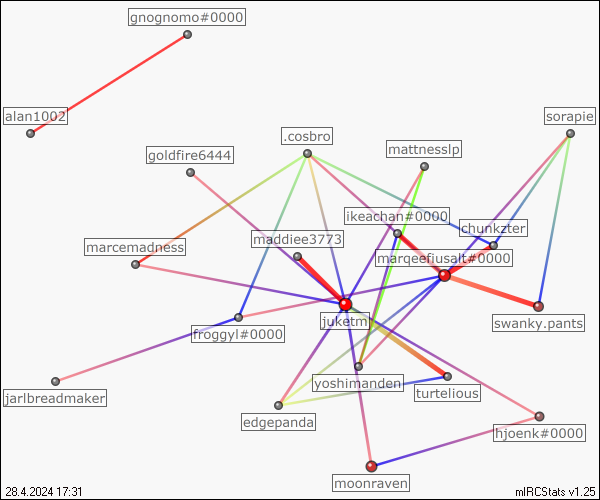 gnognomo#0000
alan1002
sorapie
.cosbro
mattnesslp
goldfire6444
ikeachan#0000
chunkzter
maddiee3773
marcemadness
marqeefiusalt#0000
swanky.pants
juketm
froggyl#0000
yoshimanden
turtelious
jarlbreadmaker
edgepanda
hjoenk#0000
moonraven
28.4.2024 17:31
mIRCStats v1.25